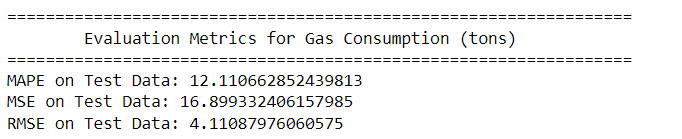 =================================================================
Evaluation Metrics for Gas Consumption (tons)
=================================================================
MAPE on Test Data: 12.110662852439813
MSE on Test Data: 16.899332406157985
RMSE on Test Data: 4.11087976060575